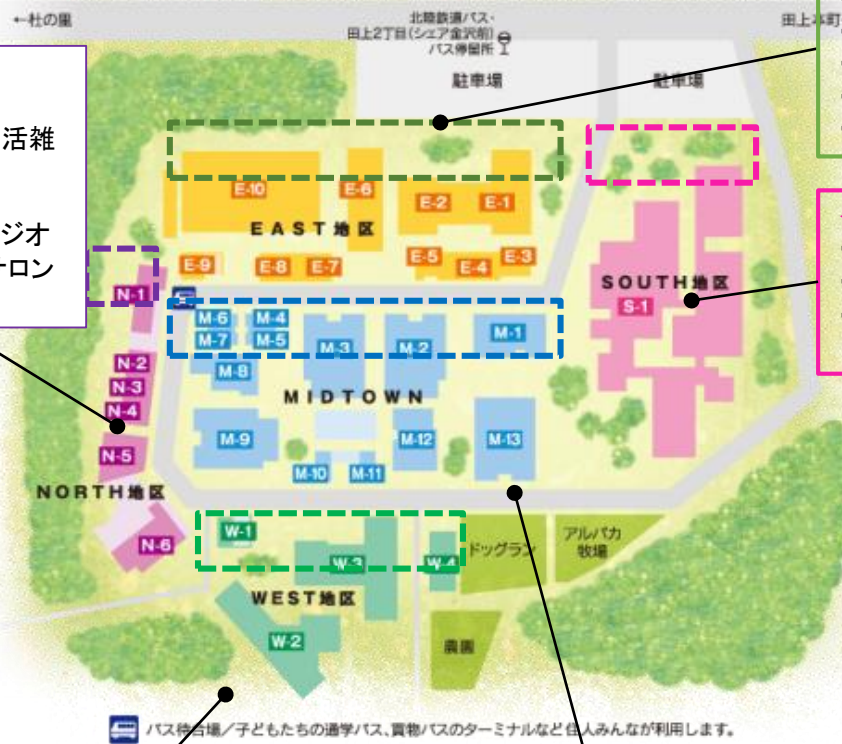 ←杜の里
北陸鉄道バス・
田上2丁目(シェア金沢前)
バス停留所
田上本町
駐車場
駐車場
活雑
ジオ
サロン
E-10
E-6
E-2
E-1
EAST地区
E-9
E-8
E-7
E-5
E-4
E-3
SOUTH地区
S-1
N-1
M-6
M-4
M-7
M-5
M-3
M-2
M-1
N-2
M-8
N-3
MIDTOWN
N-4
M-9
M-12
M-13
N-5
M-10
M-11
NORTH地区
W-1
N-6
W-3
W-4
ドッグラン
アルパカ
牧場
WEST地区
W-2
農園
バス待合場/子どもたちの通学バス、買物バスのターミナルなど住人みんなが利用します。